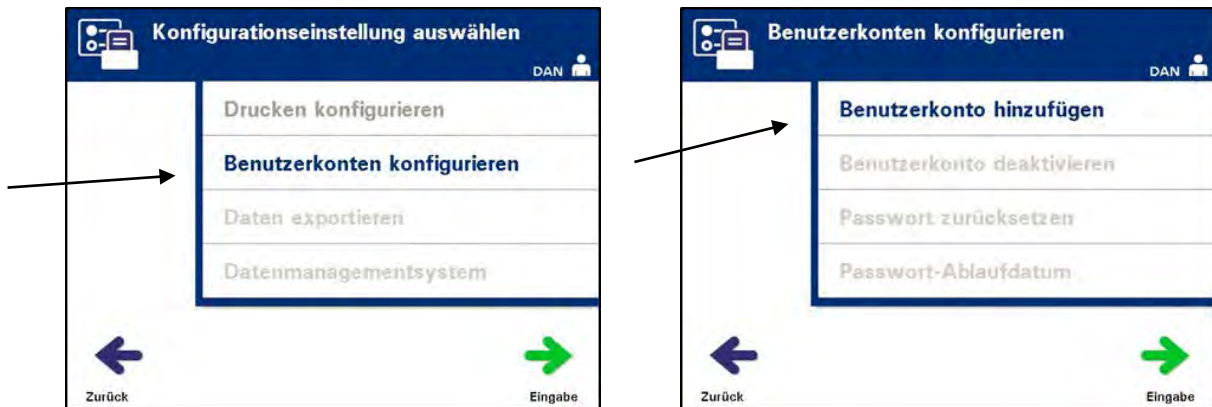 Konfigurationseinstellung auswählen
DAN
Drucken konfigurieren
Benutzerkonten konfigurieren
Daten exportieren
Datenmanagementsystem
Zurück
Eingabe
Benutzerkonten konfigurieren
DAN
Benutzerkonto hinzufügen
Benutzerkonto deaktivieren
Passwort zurücksetzen
Passwort-Ablaufdatum
Zurück
Eingabe